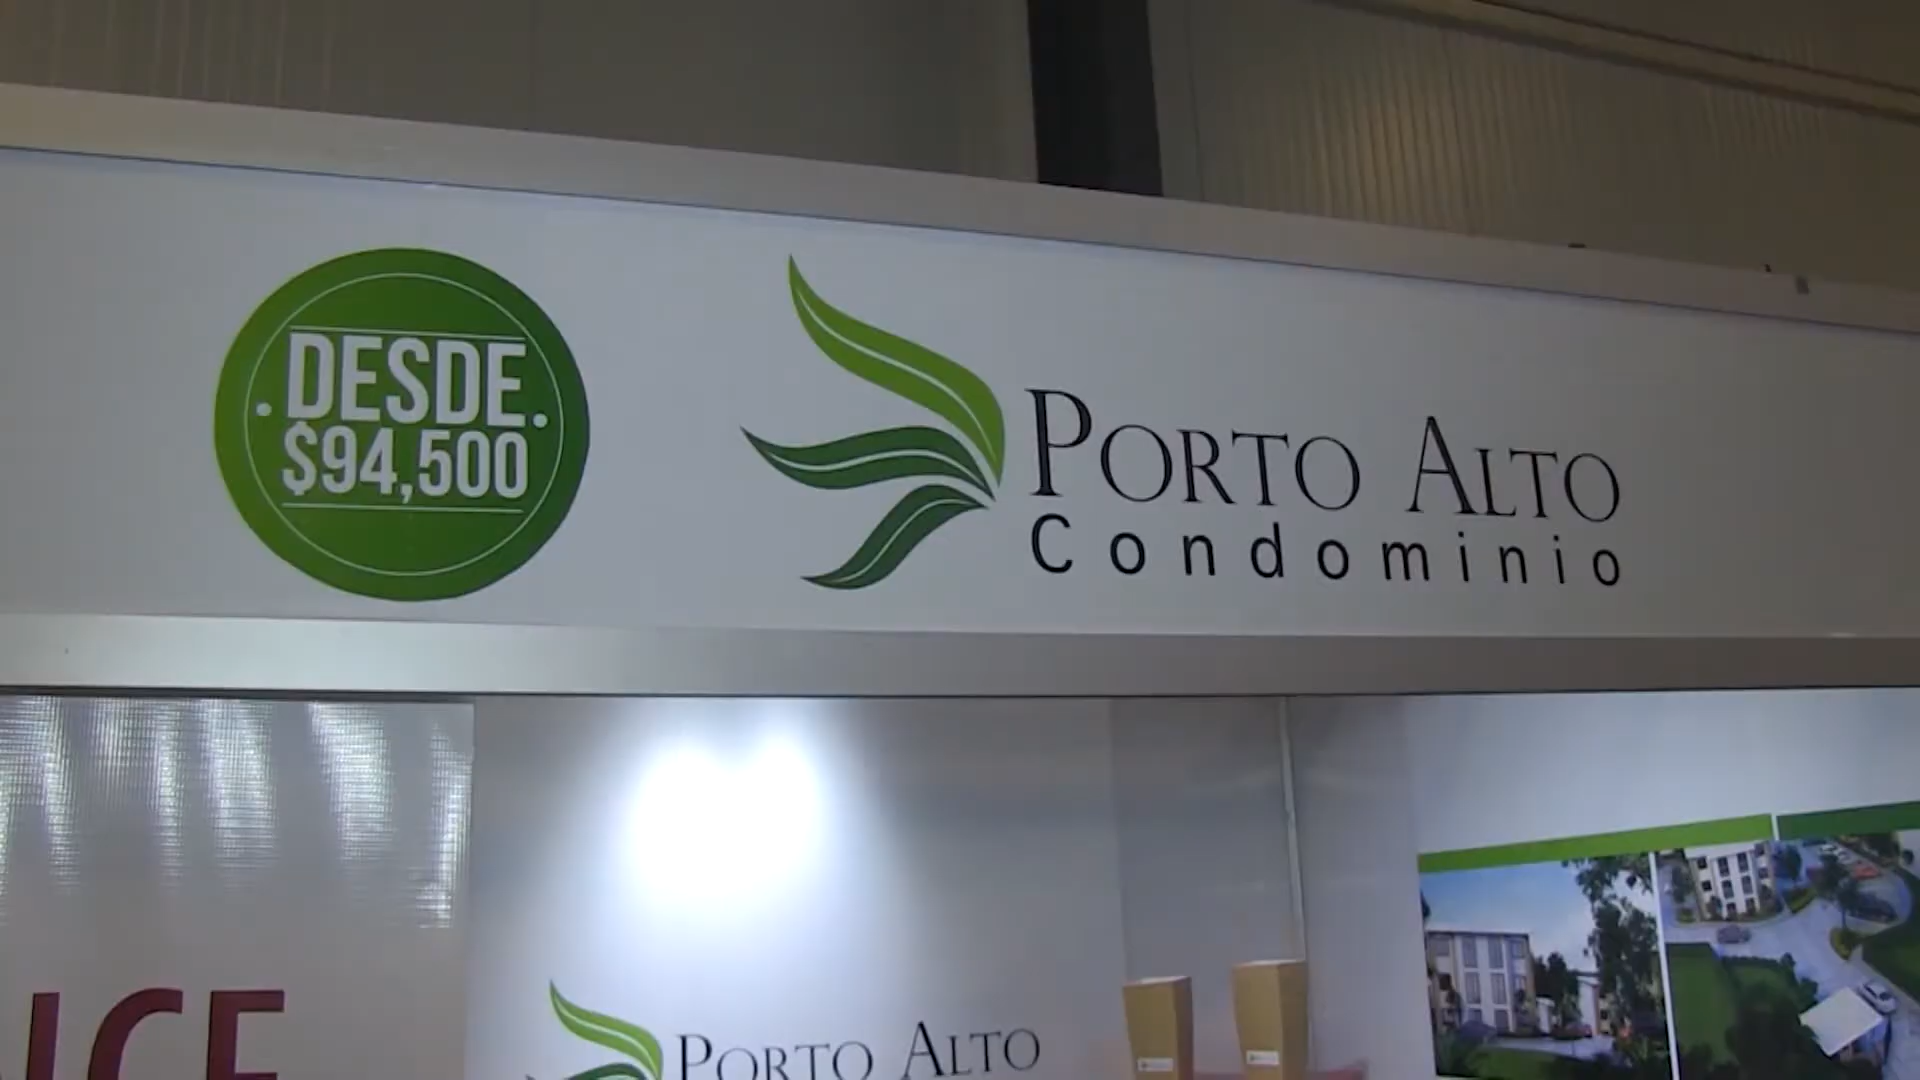 . DESDE .
$94,500
PORTO ALTO
Condominio
PORTO ALTO